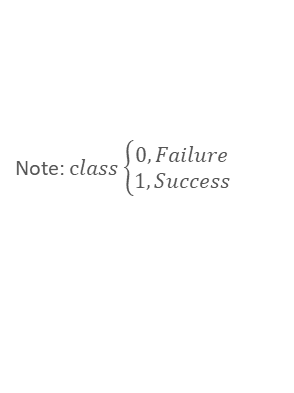 Note: class {0, Failure
1, Success